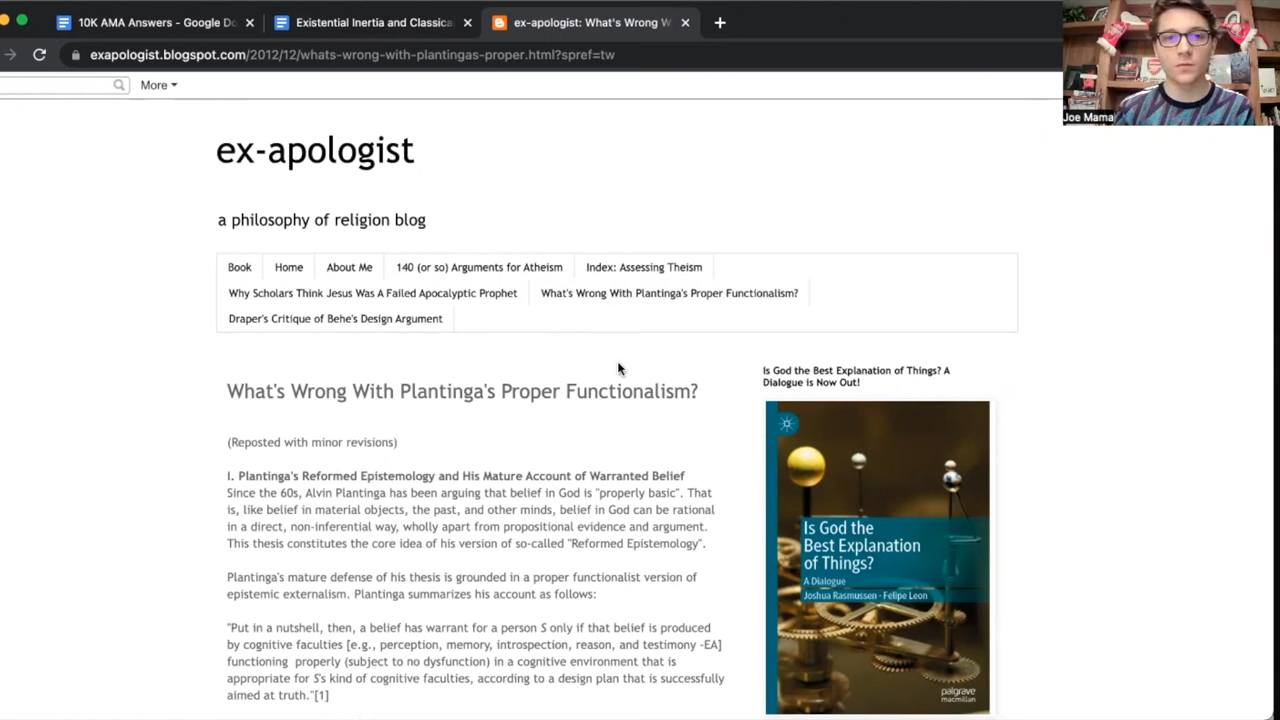 10K AMA Answers - Google Do
Existential Inertia and Classica
ex-apologist: What's Wrong W
exapologist.blogspot.com/2012/12/whats-wrong-with-plantingas-proper.html?spref=tw
More
Joe Mama
ex-apologist
a philosophy of religion blog
Book Home About Me 140 (or so) Arguments for Atheism Index: Assessing Theism
Why Scholars Think Jesus Was A Failed Apocalyptic Prophet What's Wrong With Plantinga's Proper Functionalism?
Draper's Critique of Behe's Design Argument
What's Wrong With Plantinga's Proper Functionalism?
(Reposted with minor revisions)
I. Plantinga's Reformed Epistemology and His Mature Account of Warranted Belief
Since the 60s, Alvin Plantinga has been arguing that belief in God is "properly basic". That
is, like belief in material objects, the past, and other minds, belief in God can be rational
in a direct, non-inferential way, wholly apart from propositional evidence and argument.
This thesis constitutes the core idea of his version of so-called "Reformed Epistemology".
Plantinga's mature defense of his thesis is grounded in a proper functionalist version of
epistemic externalism. Plantinga summarizes his account as follows:
"Put in a nutshell, then, a belief has warrant for a person S only if that belief is produced
by cognitive faculties [e.g., perception, memory, introspection, reason, and testimony -EA]
functioning properly (subject to no dysfunction) in a cognitive environment that is
appropriate for S's kind of cognitive faculties, according to a design plan that is successfully
aimed at truth."[1]
Is God the Best Explanation of Things? A
Dialogue is Now Out!
Is God the
Best Explanation
of Things?
A Dialogue
Joshua Rasmussen · Felipe Leon
palgrave
macmillan